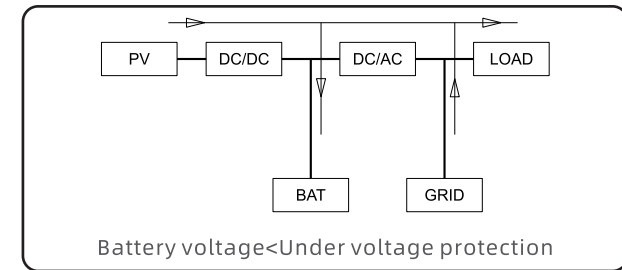 PV DC/DC DC/AC LOAD
BAT GRID
Battery voltage<Under voltage protection